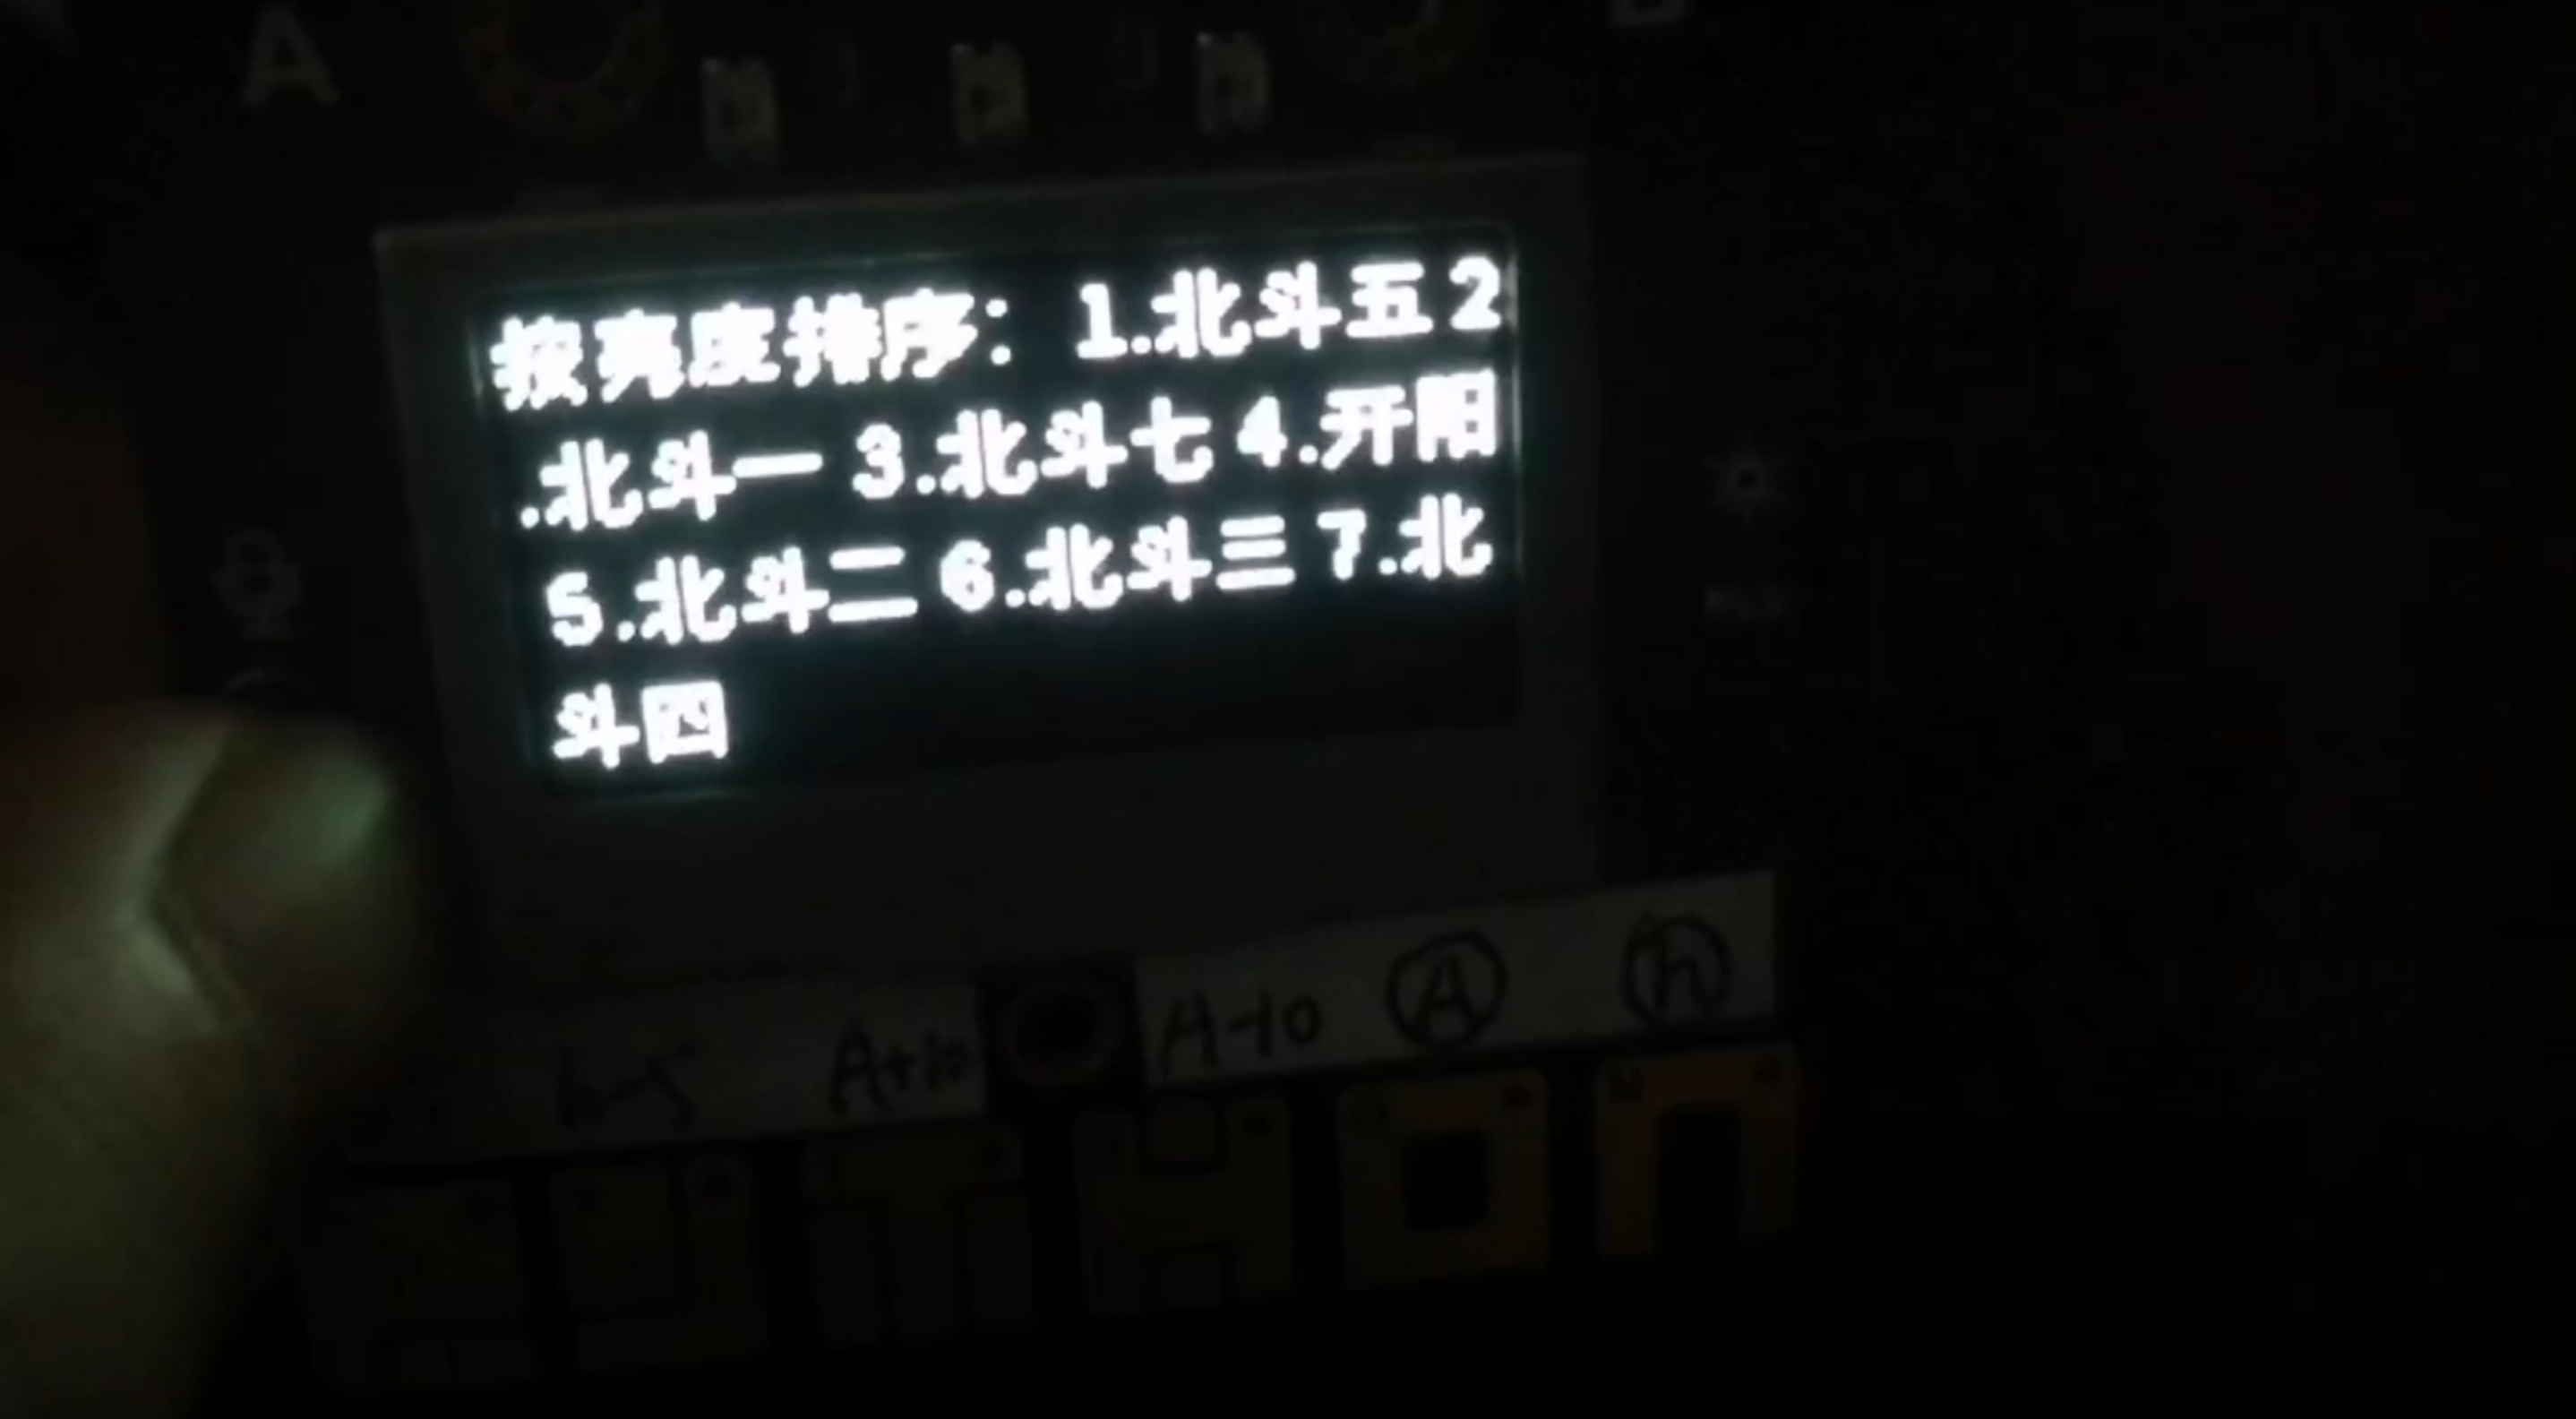 A
B
按亮度排序：1.北斗五 2
.北斗一 3.北斗七 4.开阳
5.北斗二 6.北斗三 7.北
斗四
h-5 A+10 A-10 A h
P Y T H O N